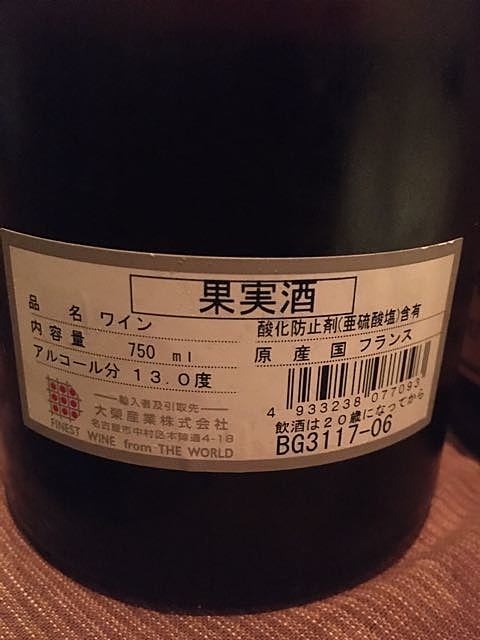 果実酒
品名 ワイン
内容量 750 ml
アルコール分 13.0度
酸化防止剤(亜硫酸塩)含有
原産国 フランス
4 933238 077093
飲酒は20歳になってから
BG3117-06
輸入者及引取先
大榮産業株式会社
名古屋市中村区本陣通4-18
FINEST WINE from THE WORLD